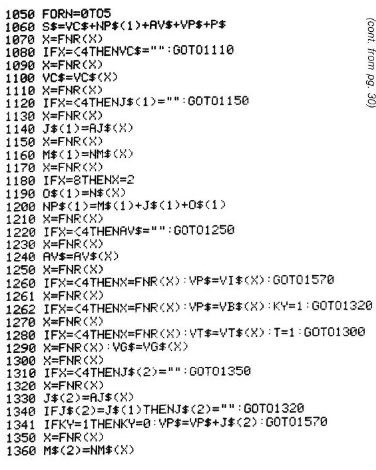 (cont. from pg. 30)
1050 FORN=0TO5
1060 S$=VC$+NP$(1)+AV$+VP$+P$
1070 X=FNR(X)
1080 IFX=<4THENVC$="":GOTO1110
1090 X=FNR(X)
1100 VC$=VC$(X)
1110 X=FNR(X)
1120 IFX=<4THENJ$(1)="":GOTO1150
1130 X=FNR(X)
1140 J$(1)=AJ$(X)
1150 X=FNR(X)
1160 M$(1)=NM$(X)
1170 X=FNR(X)
1180 IFX=8THENX=2
1190 O$(1)=N$(X)
1200 NP$(1)=M$(1)+J$(1)+O$(1)
1210 X=FNR(X)
1220 IFX=<4THENAV$="":GOTO1250
1230 X=FNR(X)
1240 AV$=AV$(X)
1250 X=FNR(X)
1260 IFX=<4THENX=FNR(X):VP$=VI$(X):GOTO1570
1261 X=FNR(X)
1262 IFX=<4THENX=FNR(X):VP$=VB$(X):KY=1:GOTO1320
1270 X=FNR(X)
1280 IFX=<4THENX=FNR(X):VT$=VT$(X):T=1:GOTO1300
1290 X=FNR(X):VG$=VG$(X)
1300 X=FNR(X)
1310 IFX=<4THENJ$(2)="":GOTO1350
1320 X=FNR(X)
1330 J$(2)=AJ$(X)
1340 IFJ$(2)=J$(1)THENJ$(2)="":GOTO1320
1341 IFKY=1THENKY=0:VP$=VP$+J$(2):GOTO1570
1350 X=FNR(X)
1360 M$(2)=NM$(X)